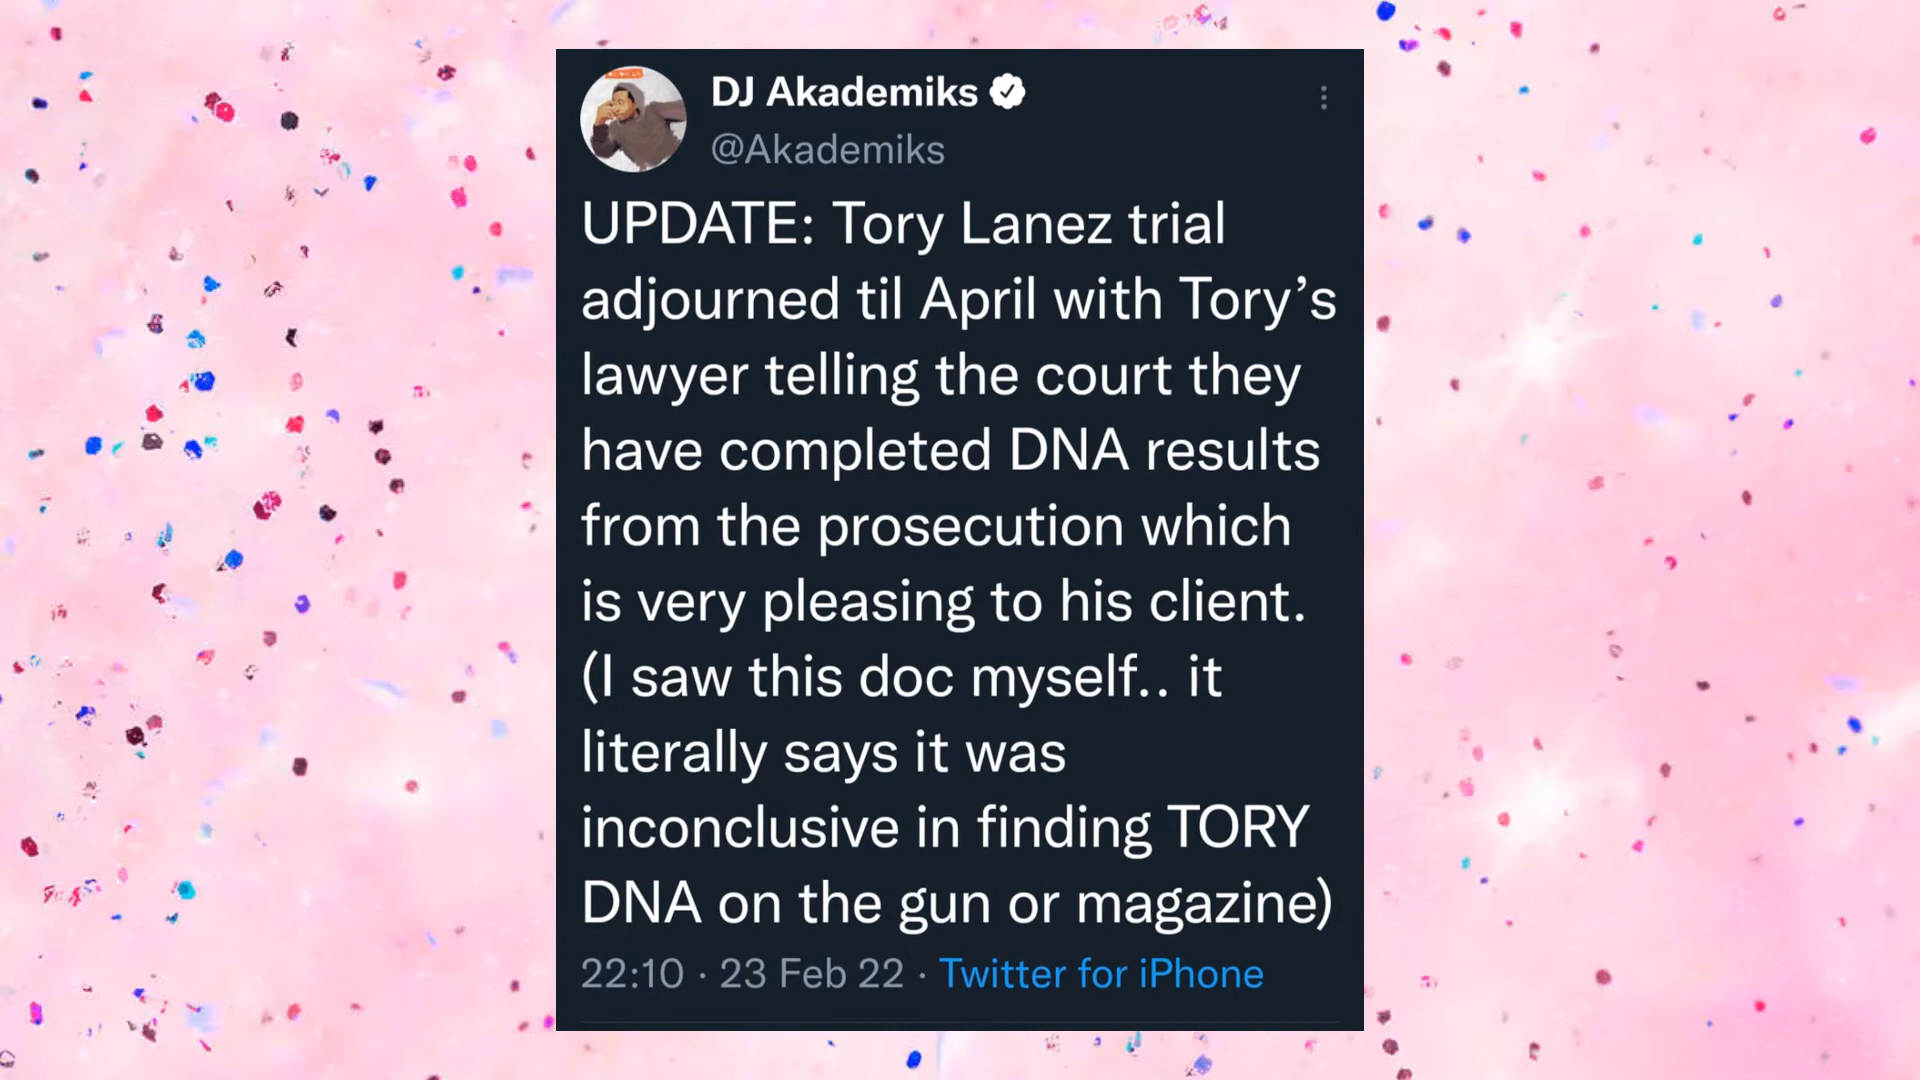 DJ Akademiks
@Akademiks
UPDATE: Tory Lanez trial
adjourned til April with Tory’s
lawyer telling the court they
have completed DNA results
from the prosecution which
is very pleasing to his client.
(I saw this doc myself.. it
literally says it was
inconclusive in finding TORY
DNA on the gun or magazine)
22:10 · 23 Feb 22 · Twitter for iPhone